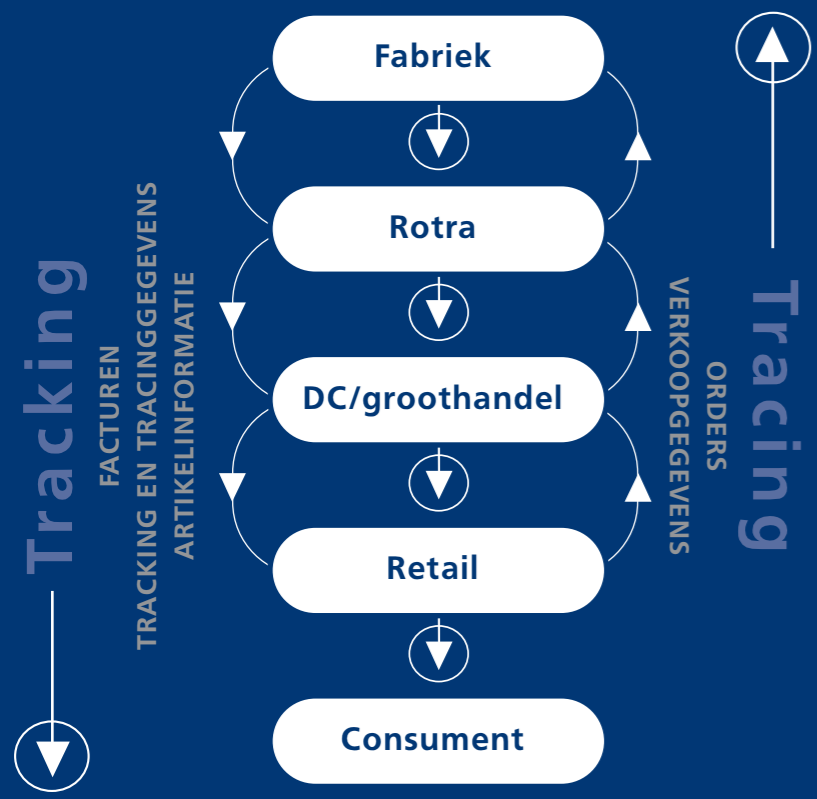 Fabriek
Rotra
DC/groothandel
Retail
Consument
Tracking
FACTUREN
TRACKING EN TRACINGGEGEVENS
ARTIKELINFORMATIE
Tracing
ORDERS
VERKOOPGEGEVENS